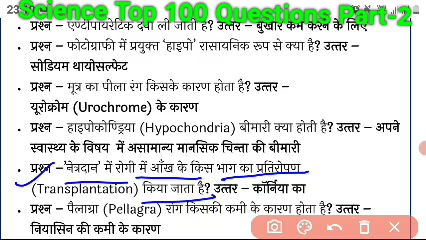 Science Top 100 Questions Part-2
प्रश्न – एण्टीपायरेटिक दवा ली जाती है? उत्तर – बुखार कम करने के लिए
प्रश्न – फोटोग्राफी में प्रयुक्त 'हाइपो' रासायनिक रूप से क्या है? उत्तर –
सोडियम थायोसल्फेट
प्रश्न – मूत्र का पीला रंग किसके कारण होता है? उत्तर –
यूरोक्रोम (Urochrome) के कारण
प्रश्न – हाइपोकोण्ड्रिया (Hypochondria) बीमारी क्या होती है? उत्तर – अपने
स्वास्थ्य के विषय में असामान्य मानसिक चिन्ता की बीमारी
प्रश्न –'नेत्रदान' में रोगी में आँख के किस भाग का प्रतिरोपण
(Transplantation) किया जाता है? उत्तर – कॉर्निया का
प्रश्न – पैलाग्रा (Pellagra) रोग किसकी कमी के कारण होता है? उत्तर –
नियासिन की कमी के कारण